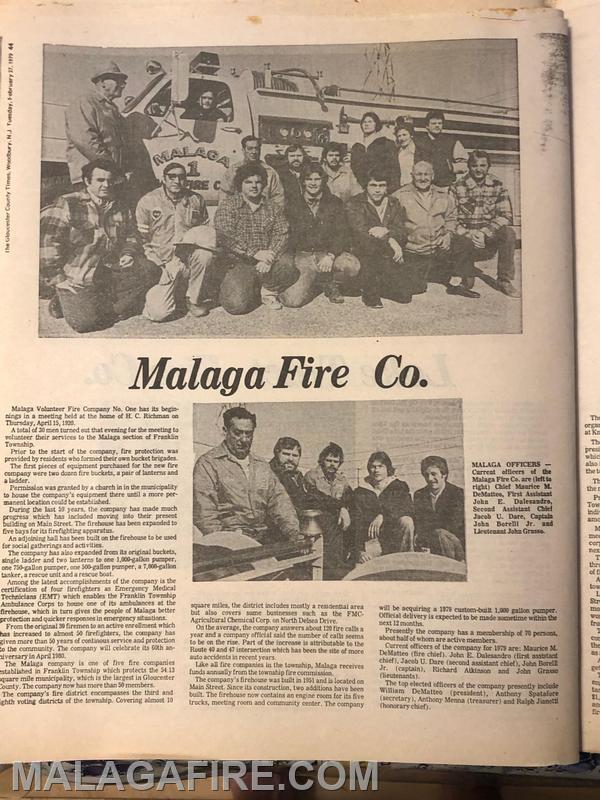 The Gloucester County Times, Woodbury, N.J. Tuesday, February 27, 1979 44
MALAGA
1
FIRE CO
Malaga Fire Co.
Malaga Volunteer Fire Company No. One has its begin-
nings in a meeting held at the home of H. C. Richman on
Thursday, April 15, 1920.
A total of 30 men turned out that evening for the meeting to
volunteer their services to the Malaga section of Franklin
Township.
Prior to the start of the company, fire protection was
provided by residents who formed their own bucket brigades.
The first pieces of equipment purchased for the new fire
company were two dozen fire buckets, a pair of lanterns and
a ladder.
Permission was granted by a church in in the municipality
to house the company's equipment there until a more per-
manent location could be established.
During the last 59 years, the company has made much
progress which has included moving into their present
building on Main Street. The firehouse has been expanded to
five bays for its firefighting apparatus.
An adjoining hall has been built on the firehouse to be used
for social gatherings and activities.
The company has also expanded from its original buckets,
single ladder and two lanterns to one 1,000-gallon pumper,
one 750-gallon pumper, one 500-gallon pumper, a 7,000-gallon
tanker, a rescue unit and a rescue boat.
Among the latest accomplishments of the company is the
certification of four firefighters as Emergency Medical
Technicians (EMT) which enables the Franklin Township
Ambulance Corps to house one of its ambulances at the
firehouse, which in turn gives the people of Malaga better
protection and quicker responses in emergency situations.
From the original 30 firemen to an active enrollment which
has increased to almost 50 firefighters, the company has
given more than 50 years of continuous service and protection
to the community. The company will celebrate its 60th an-
niversary in April 1980.
The Malaga company is one of five fire companies
established in Franklin Township which protects the 54.13
square mile municipality, which is the largest of Gloucester
County. The company now has more than 50 members.
The company's fire district encompasses the third and
eighth voting districts of the township. Covering almost 10
MALAGA OFFICERS —
Current officers of the
Malaga Fire Co. are (left to
right) Chief Maurice M.
DeMatteo, First Assistant
John E. Dalesandro,
Second Assistant Chief
Jacob U. Dare, Captain
John Borelli Jr. and
Lieutenant John Grasso.
square miles, the district includes mostly a residential area
but also covers some businesses such as the FMC-
Agricultural Chemical Corp. on North Delsea Drive.
On the average, the company answers about 120 fire calls a
year and a company official said the number of calls seems
to be on the rise. Part of the increase is attributable to the
Route 40 and 47 intersection which has been the site of more
auto accidents in recent years.
Like all fire companies in the township, Malaga receives
funds annually from the township fire commission.
The company's firehouse was built in 1951 and is located on
Main Street. Since its construction, two additions have been
built. The firehouse now contains an engine room for its five
trucks, meeting room and community center. The company
will be acquiring a 1979 custom-built 1,000 gallon pumper.
Official delivery is expected to be made sometime within the
next 12 months.
Presently the company has a membership of 70 persons,
about half of whom are active members.
Current officers of the company for 1979 are: Maurice M.
DeMatteo (fire chief), John E. Dalesandro (first assistant
chief), Jacob U. Dare (second assistant chief), John Borelli
Jr. (captain), Richard Atkinson and John Grasso
(lieutenants).
The top elected officers of the company presently include
William DeMatteo (president), Anthony Spatafore
(secretary), Anthony Menna (treasurer) and Ralph Jianetti
(honorary chief).
MALAGAFIRE.COM